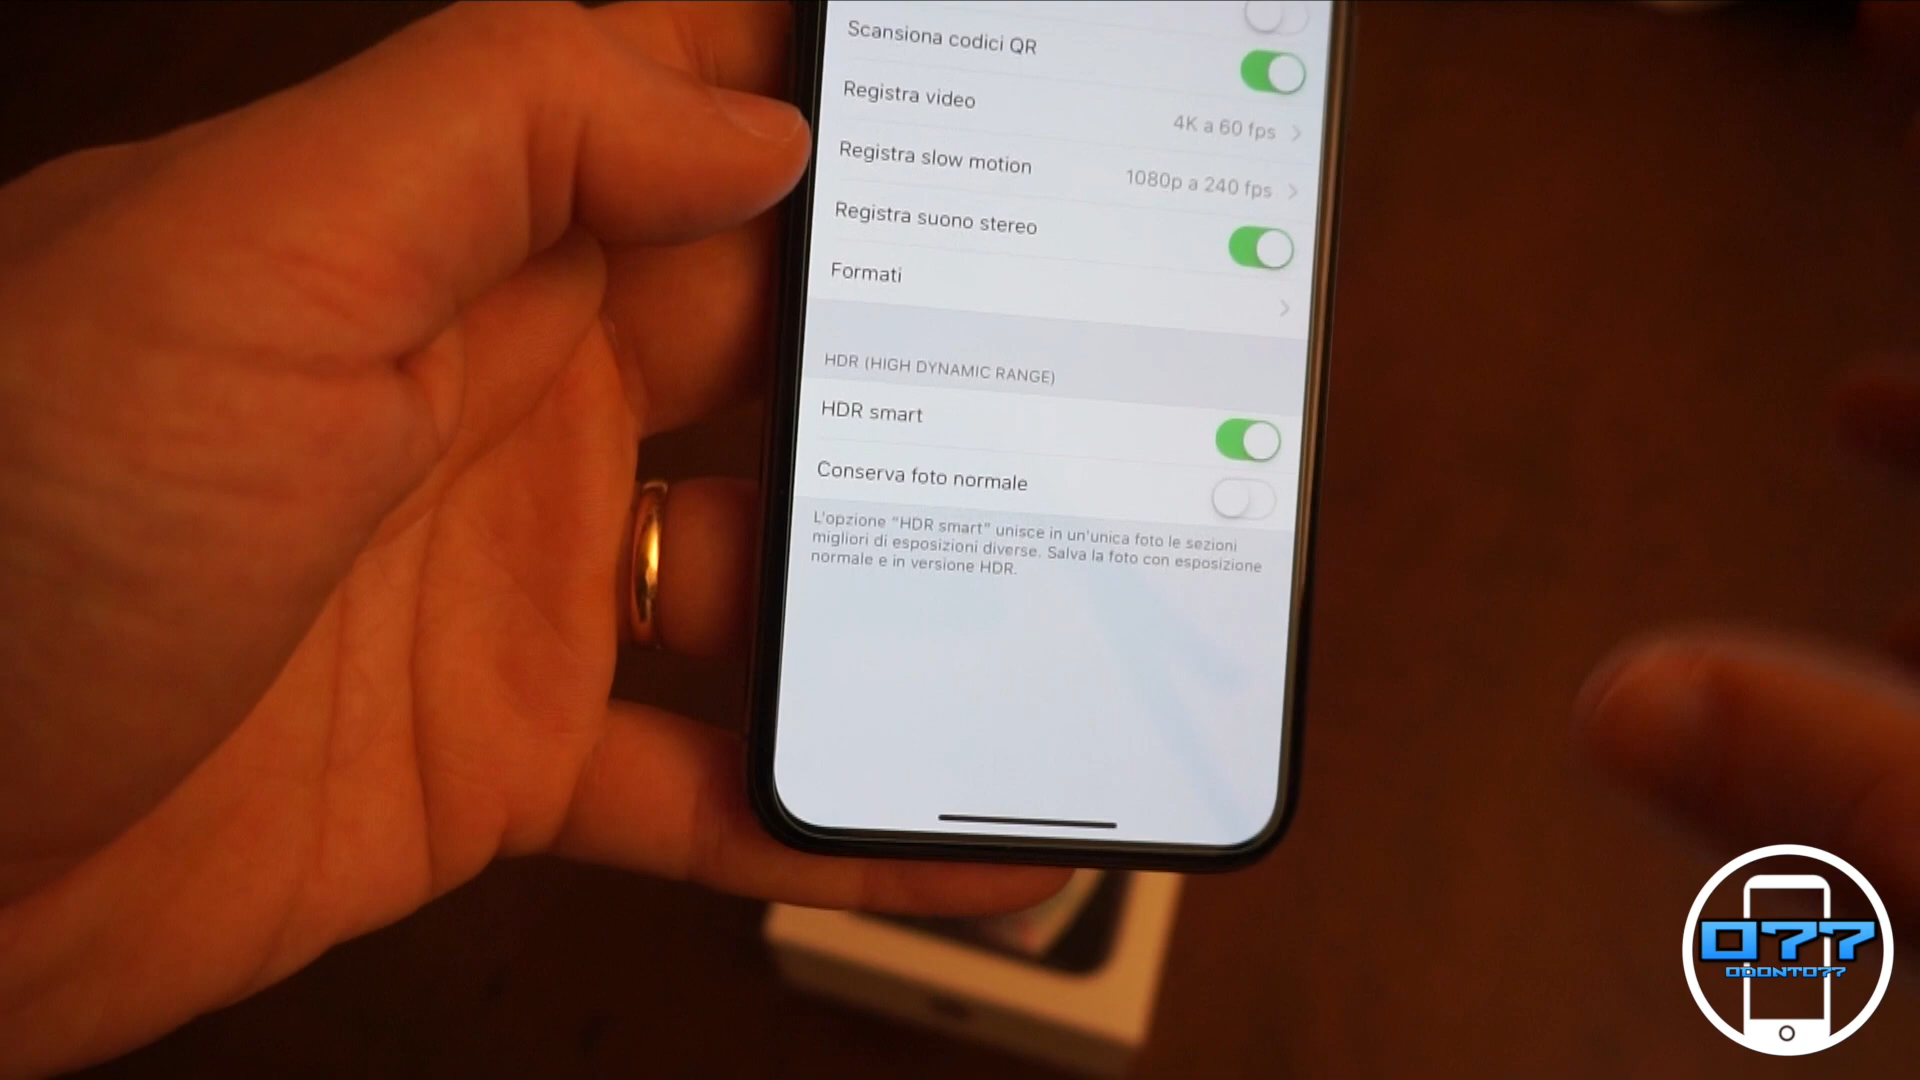 Scansiona codici QR
Registra video
4K a 60 fps
Registra slow motion
1080p a 240 fps
Registra suono stereo
Formati
HDR (HIGH DYNAMIC RANGE)
HDR smart
Conserva foto normale
L'opzione "HDR smart" unisce in un'unica foto le sezioni
migliori di esposizioni diverse. Salva la foto con esposizione
normale e in versione HDR.
077
ODONTO77